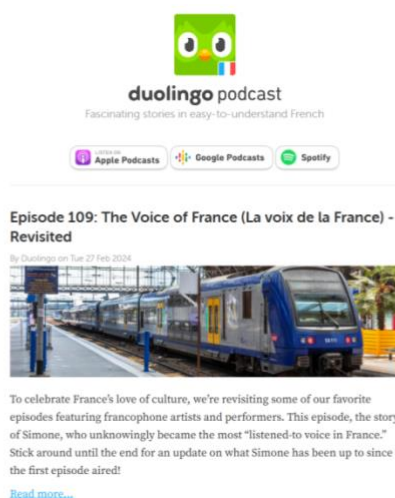 duolingo podcast
Fascinating stories in easy-to-understand French
LISTEN ON
Apple Podcasts
Google Podcasts
Spotify
Episode 109: The Voice of France (La voix de la France) -
Revisited
By Duolingo on Tue 27 Feb 2024
To celebrate France's love of culture, we're revisiting some of our favorite
episodes featuring francophone artists and performers. This episode, the story
of Simone, who unknowingly became the most “listened-to voice in France.”
Stick around until the end for an update on what Simone has been up to since
the first episode aired!
Read more...